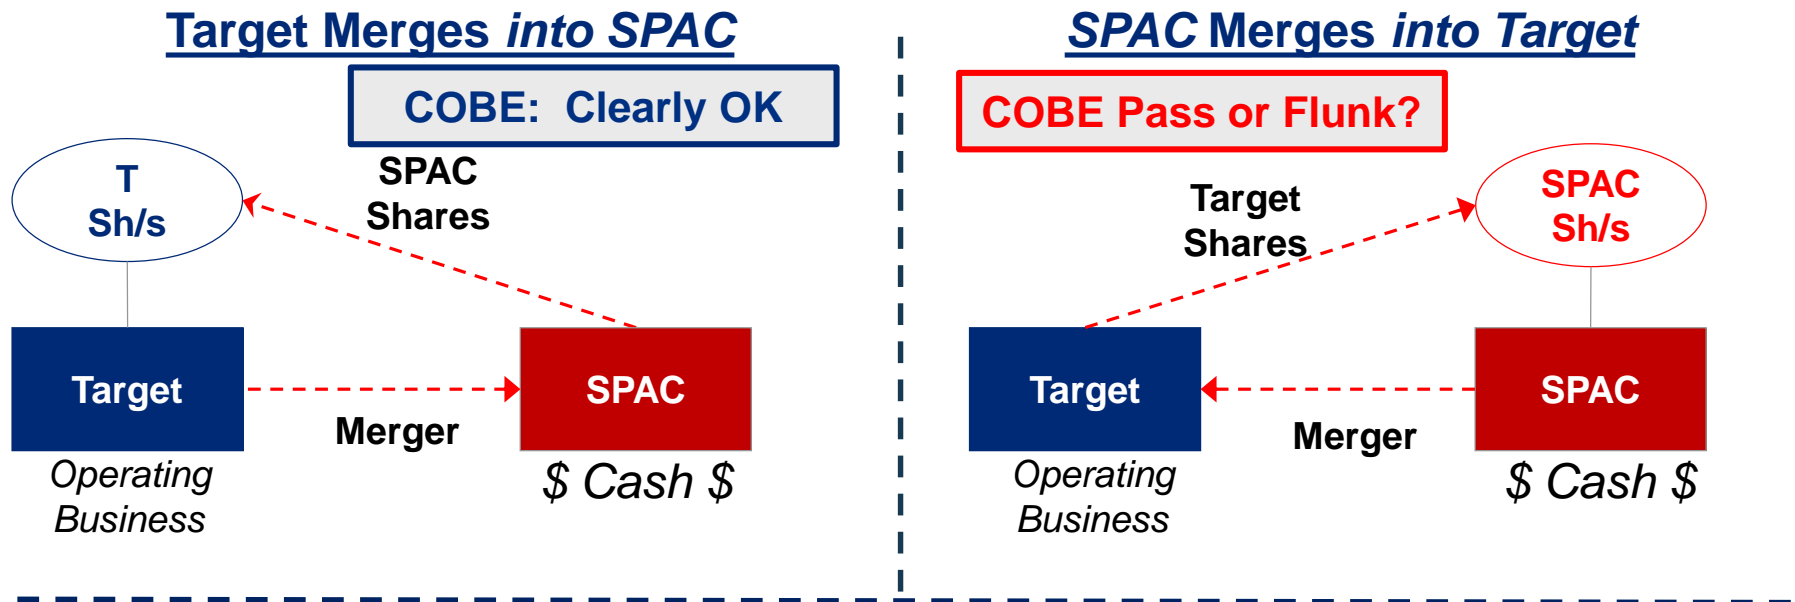 Target Merges into SPAC
COBE: Clearly OK
T
Sh/s
SPAC
Shares
Target
SPAC
Merger
Operating
Business
$ Cash $
SPAC Merges into Target
COBE Pass or Flunk?
Target
Shares
SPAC
Sh/s
Target
SPAC
Merger
Operating
Business
$ Cash $